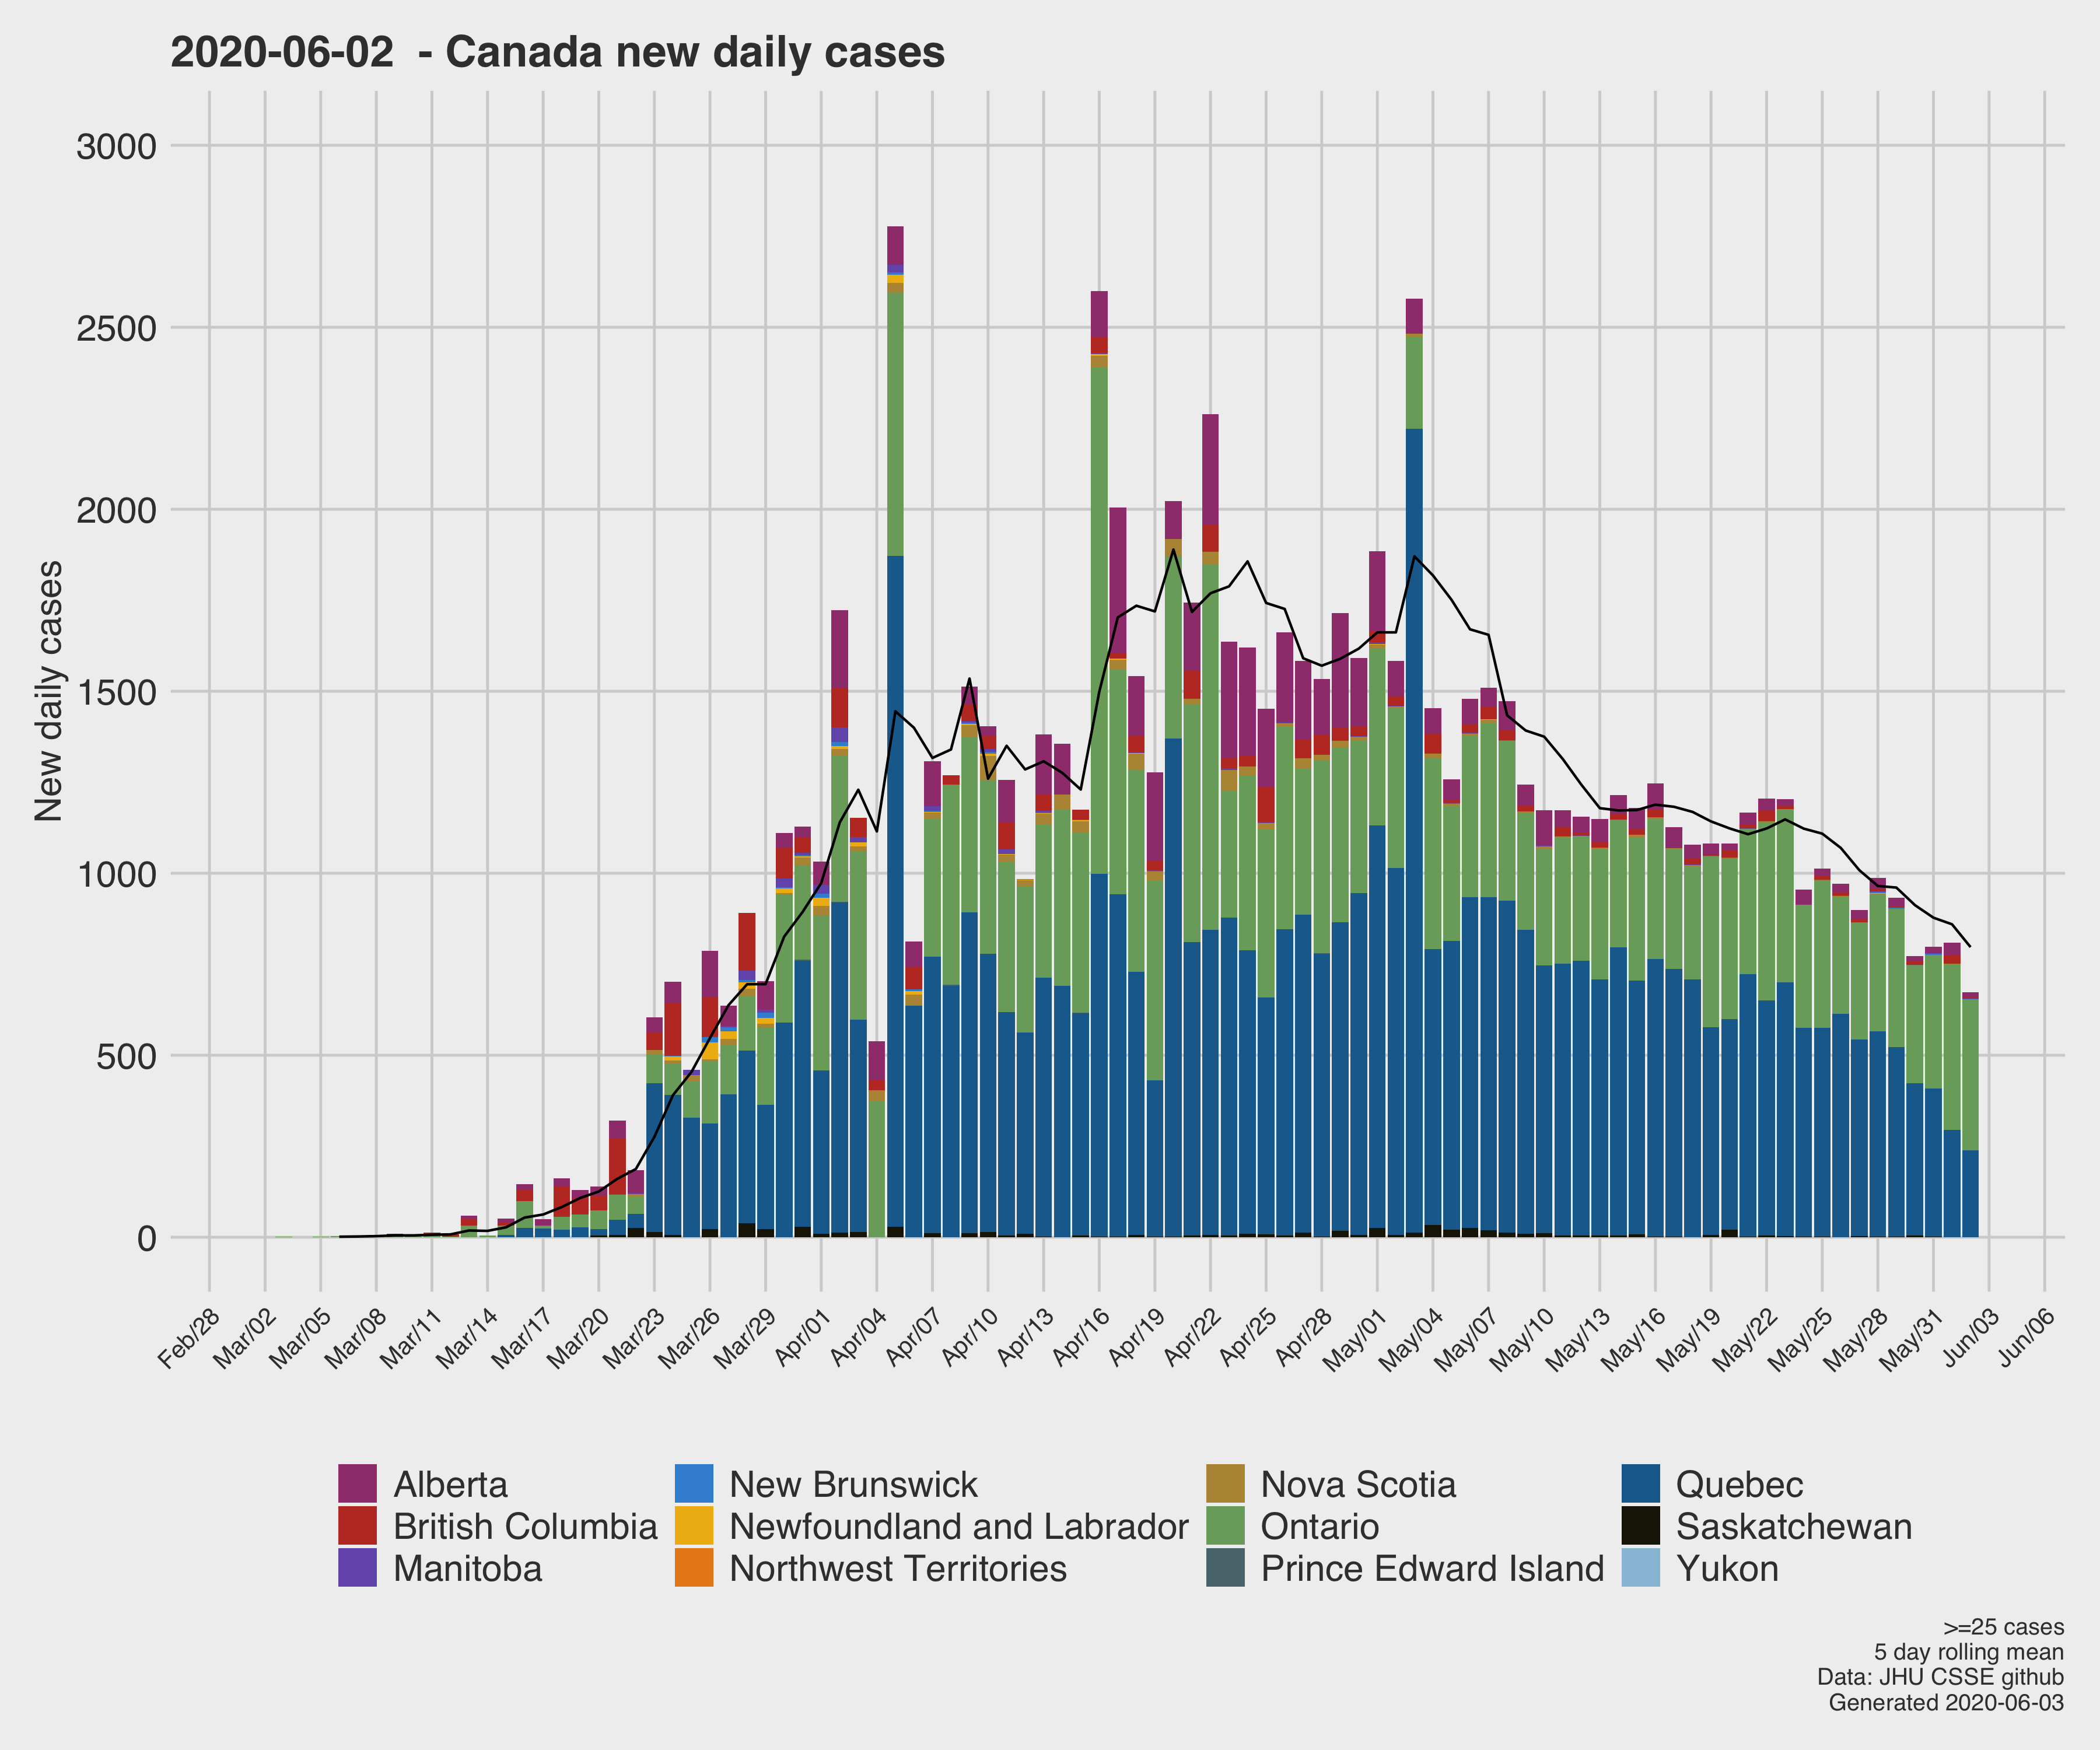 2020-06-02  - Canada new daily cases
New daily cases
3000
2500
2000
1500
1000
500
0
Feb/28
Mar/02
Mar/05
Mar/08
Mar/11
Mar/14
Mar/17
Mar/20
Mar/23
Mar/26
Mar/29
Apr/01
Apr/04
Apr/07
Apr/10
Apr/13
Apr/16
Apr/19
Apr/22
Apr/25
Apr/28
May/01
May/04
May/07
May/10
May/13
May/16
May/19
May/22
May/25
May/28
May/31
Jun/03
Jun/06
Alberta
British Columbia
Manitoba
New Brunswick
Newfoundland and Labrador
Northwest Territories
Nova Scotia
Ontario
Prince Edward Island
Quebec
Saskatchewan
Yukon
>=25 cases
5 day rolling mean
Data: JHU CSSE github
Generated 2020-06-03